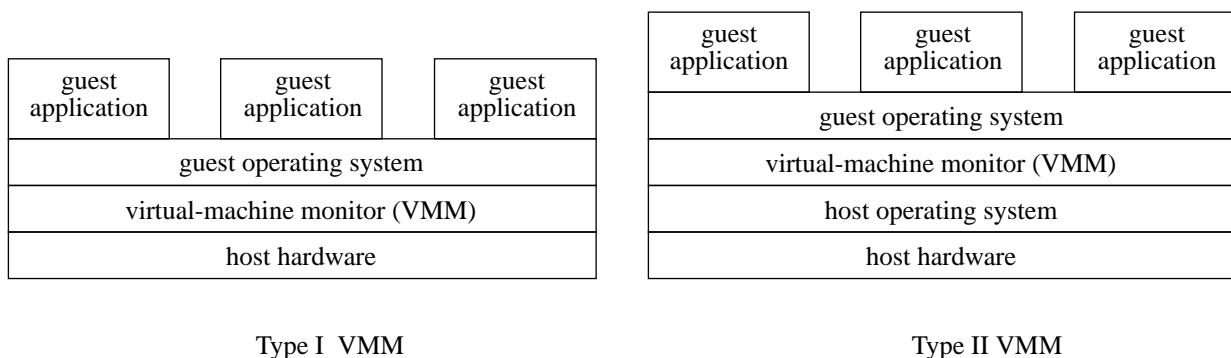 guest
application
guest
application
guest
application
guest operating system
virtual-machine monitor (VMM)
host hardware
Type I VMM
guest
application
guest
application
guest
application
guest operating system
virtual-machine monitor (VMM)
host operating system
host hardware
Type II VMM